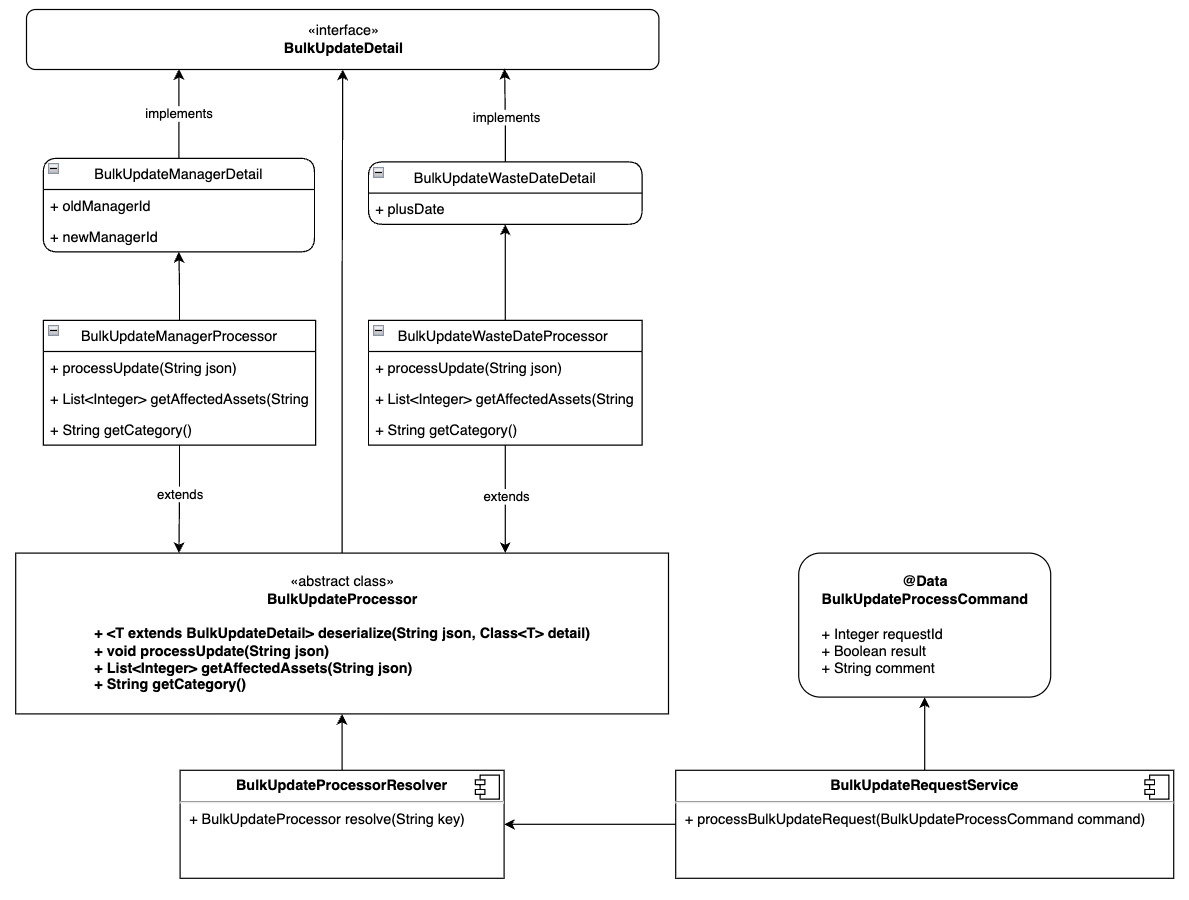 «interface»
BulkUpdateDetail
implements
implements
BulkUpdateManagerDetail
+ oldManagerId
+ newManagerId
BulkUpdateWasteDateDetail
+ plusDate
BulkUpdateManagerProcessor
+ processUpdate(String json)
+ List<Integer> getAffectedAssets(String
+ String getCategory()
BulkUpdateWasteDateProcessor
+ processUpdate(String json)
+ List<Integer> getAffectedAssets(String
+ String getCategory()
extends
extends
«abstract class»
BulkUpdateProcessor
+ <T extends BulkUpdateDetail> deserialize(String json, Class<T> detail)
+ void processUpdate(String json)
+ List<Integer> getAffectedAssets(String json)
+ String getCategory()
@Data
BulkUpdateProcessCommand
+ Integer requestId
+ Boolean result
+ String comment
BulkUpdateProcessorResolver
+ BulkUpdateProcessor resolve(String key)
BulkUpdateRequestService
+ processBulkUpdateRequest(BulkUpdateProcessCommand command)